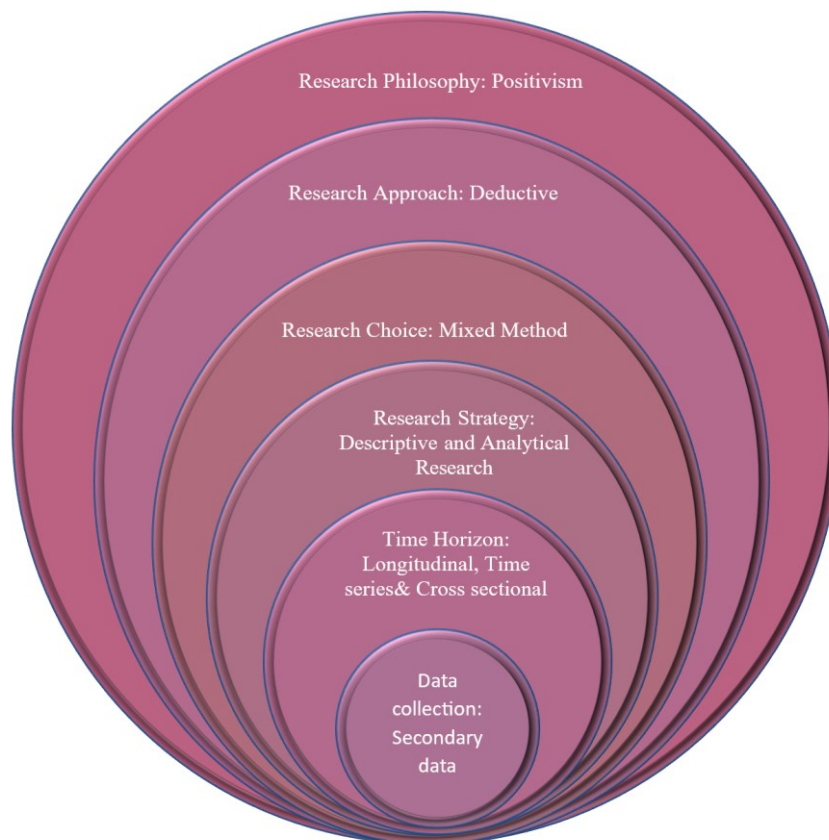 Research Philosophy: Positivism
Research Approach: Deductive
Research Choice: Mixed Method
Research Strategy:
Descriptive and Analytical
Research
Time Horizon:
Longitudinal, Time
series& Cross sectional
Data
collection:
Secondary
data